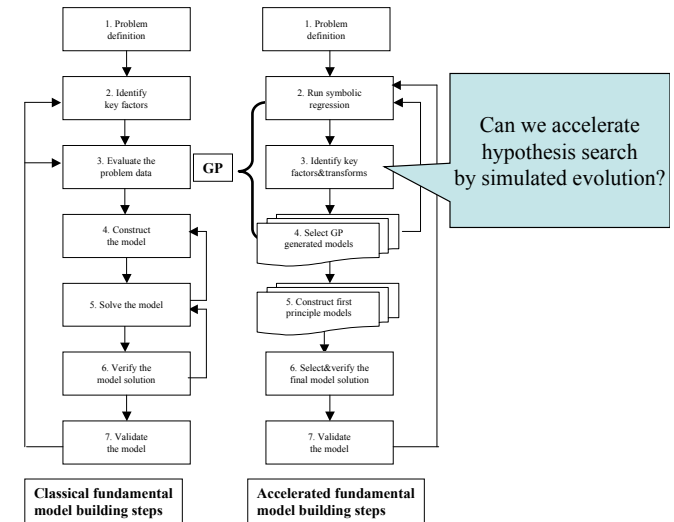 1. Problem
definition
2. Identify
key factors
3. Evaluate the
problem data
4. Construct
the model
5. Solve the model
6. Verify the
model solution
7. Validate
the model
Classical fundamental
model building steps
GP
1. Problem
definition
2. Run symbolic
regression
3. Identify key
factors&transforms
4. Select GP
generated models
5. Construct first
principle models
6. Select&verify the
final model solution
7. Validate
the model
Accelerated fundamental
model building steps
Can we accelerate
hypothesis search
by simulated evolution?